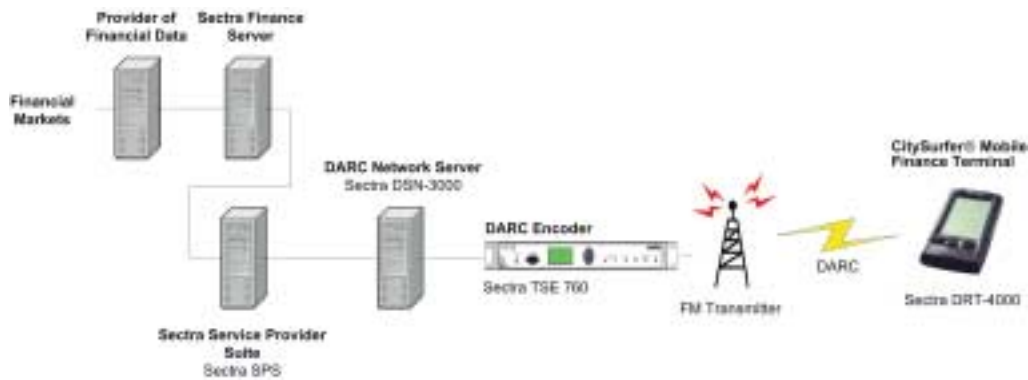 Provider of
Financial Data
Sectra Finance
Server
Financial
Markets
DARC Network Server
Sectra DSN-3000
DARC Encoder
Sectra TSE 760
FM Transmitter
DARC
CitySurfer® Mobile
Finance Terminal
Sectra DRT-4000
Sectra Service Provider
Suite
Sectra SPS